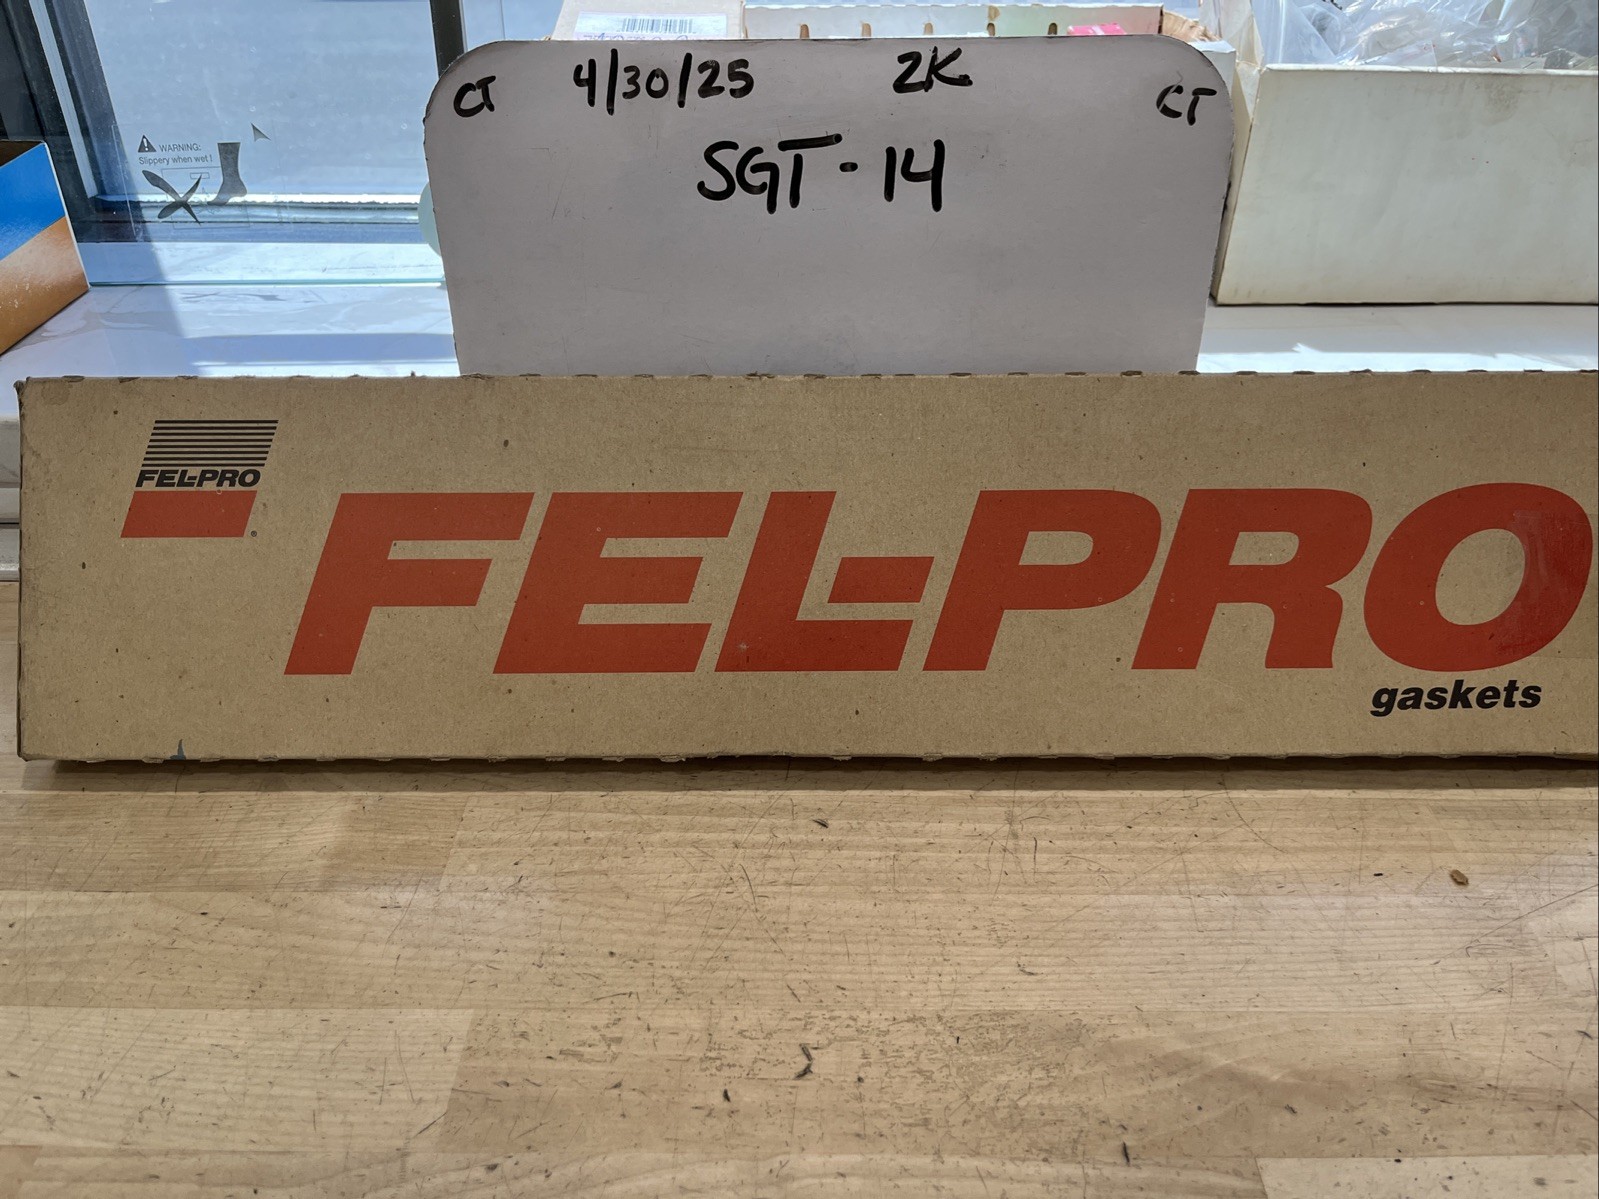 CT 4/30/25 2K CT
SGT-14
WARNING:
Slippery when wet!
FEL-PRO
®
FEL-PRO
gaskets